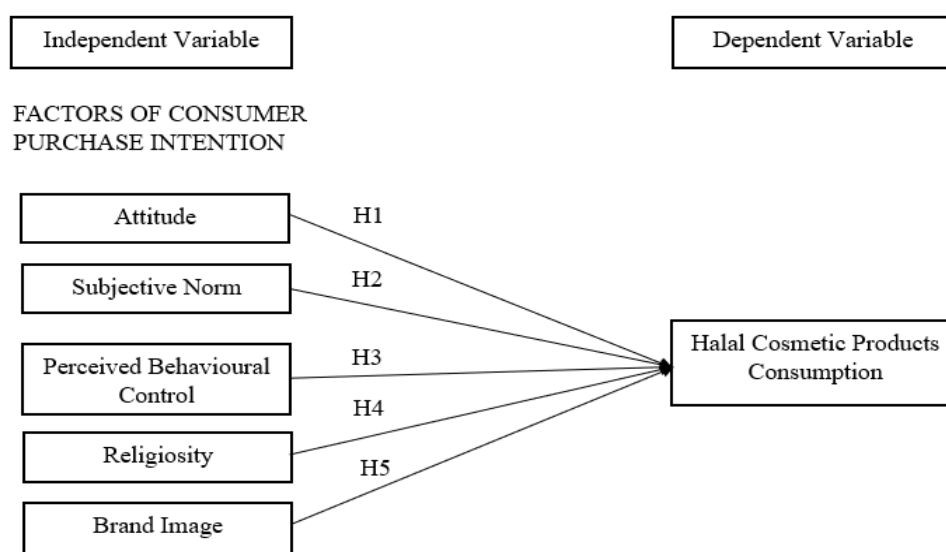 Independent Variable
Dependent Variable
FACTORS OF CONSUMER
PURCHASE INTENTION
Attitude
H1
Subjective Norm
H2
Perceived Behavioural
Control
H3
Halal Cosmetic Products
Consumption
H4
Religiosity
H5
Brand Image